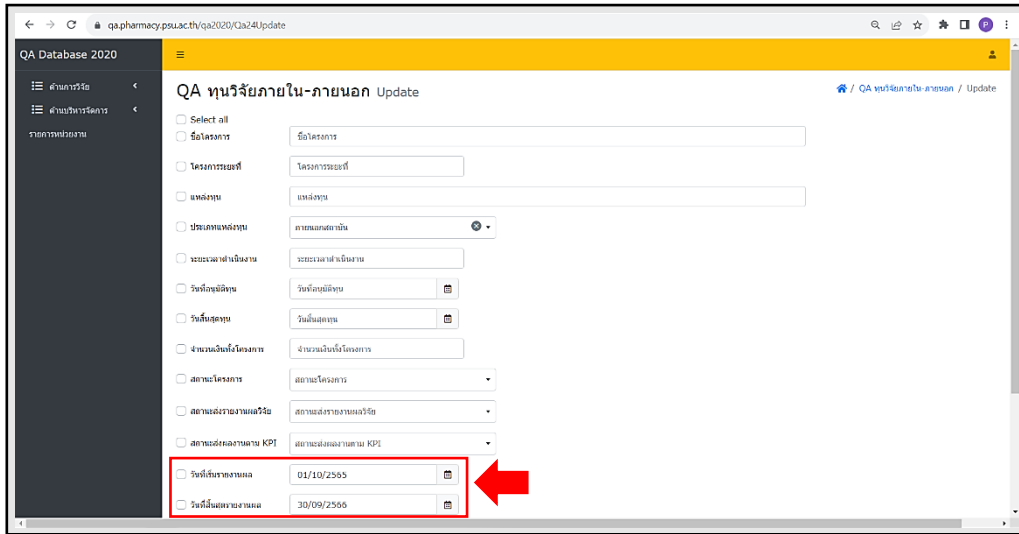 qa.pharmacy.psu.ac.th/qa2020/Qa24Update
P
QA Database 2020
ด้านการวิจัย
ด้านบริหารจัดการ
รายการหน่วยงาน
QA ทุนวิจัยภายใน-ภายนอก Update
/ QA ทุนวิจัยภายใน-ภายนอก / Update
Select all
ชื่อโครงการ ชื่อโครงการ
โครงการระยะที่ โครงการระยะที่
แหล่งทุน แหล่งทุน
ประเภทแหล่งทุน ภายนอกสถาบัน
ระยะเวลาดำเนินงาน ระยะเวลาดำเนินงาน
วันที่อนุมัติทุน วันที่อนุมัติทุน
วันสิ้นสุดทุน วันสิ้นสุดทุน
จำนวนเงินทั้งโครงการ จำนวนเงินทั้งโครงการ
สถานะโครงการ สถานะโครงการ
สถานะส่งรายงานผลวิจัย สถานะส่งรายงานผลวิจัย
สถานะส่งผลงานตาม KPI สถานะส่งผลงานตาม KPI
วันที่เริ่มรายงานผล 01/10/2565
วันที่สิ้นสุดรายงานผล 30/09/2566